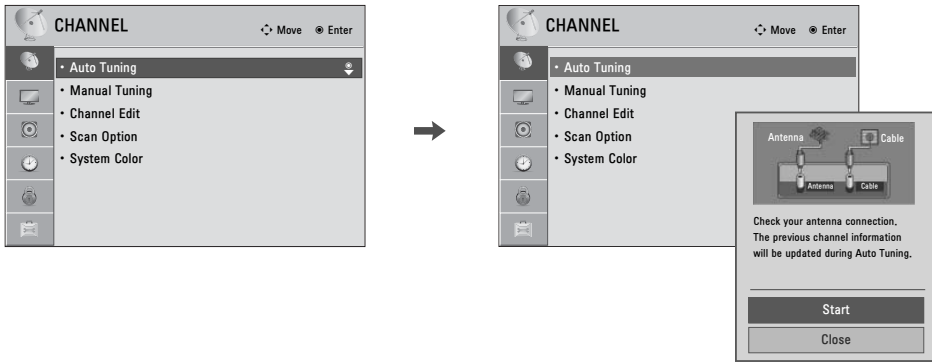 CHANNEL
Move Enter
• Auto Tuning
• Manual Tuning
• Channel Edit
• Scan Option
• System Color
CHANNEL
Move Enter
• Auto Tuning
• Manual Tuning
• Channel Edit
• Scan Option
• System Color
Antenna Cable
Antenna Cable
Check your antenna connection.
The previous channel information
will be updated during Auto Tuning.
Start
Close